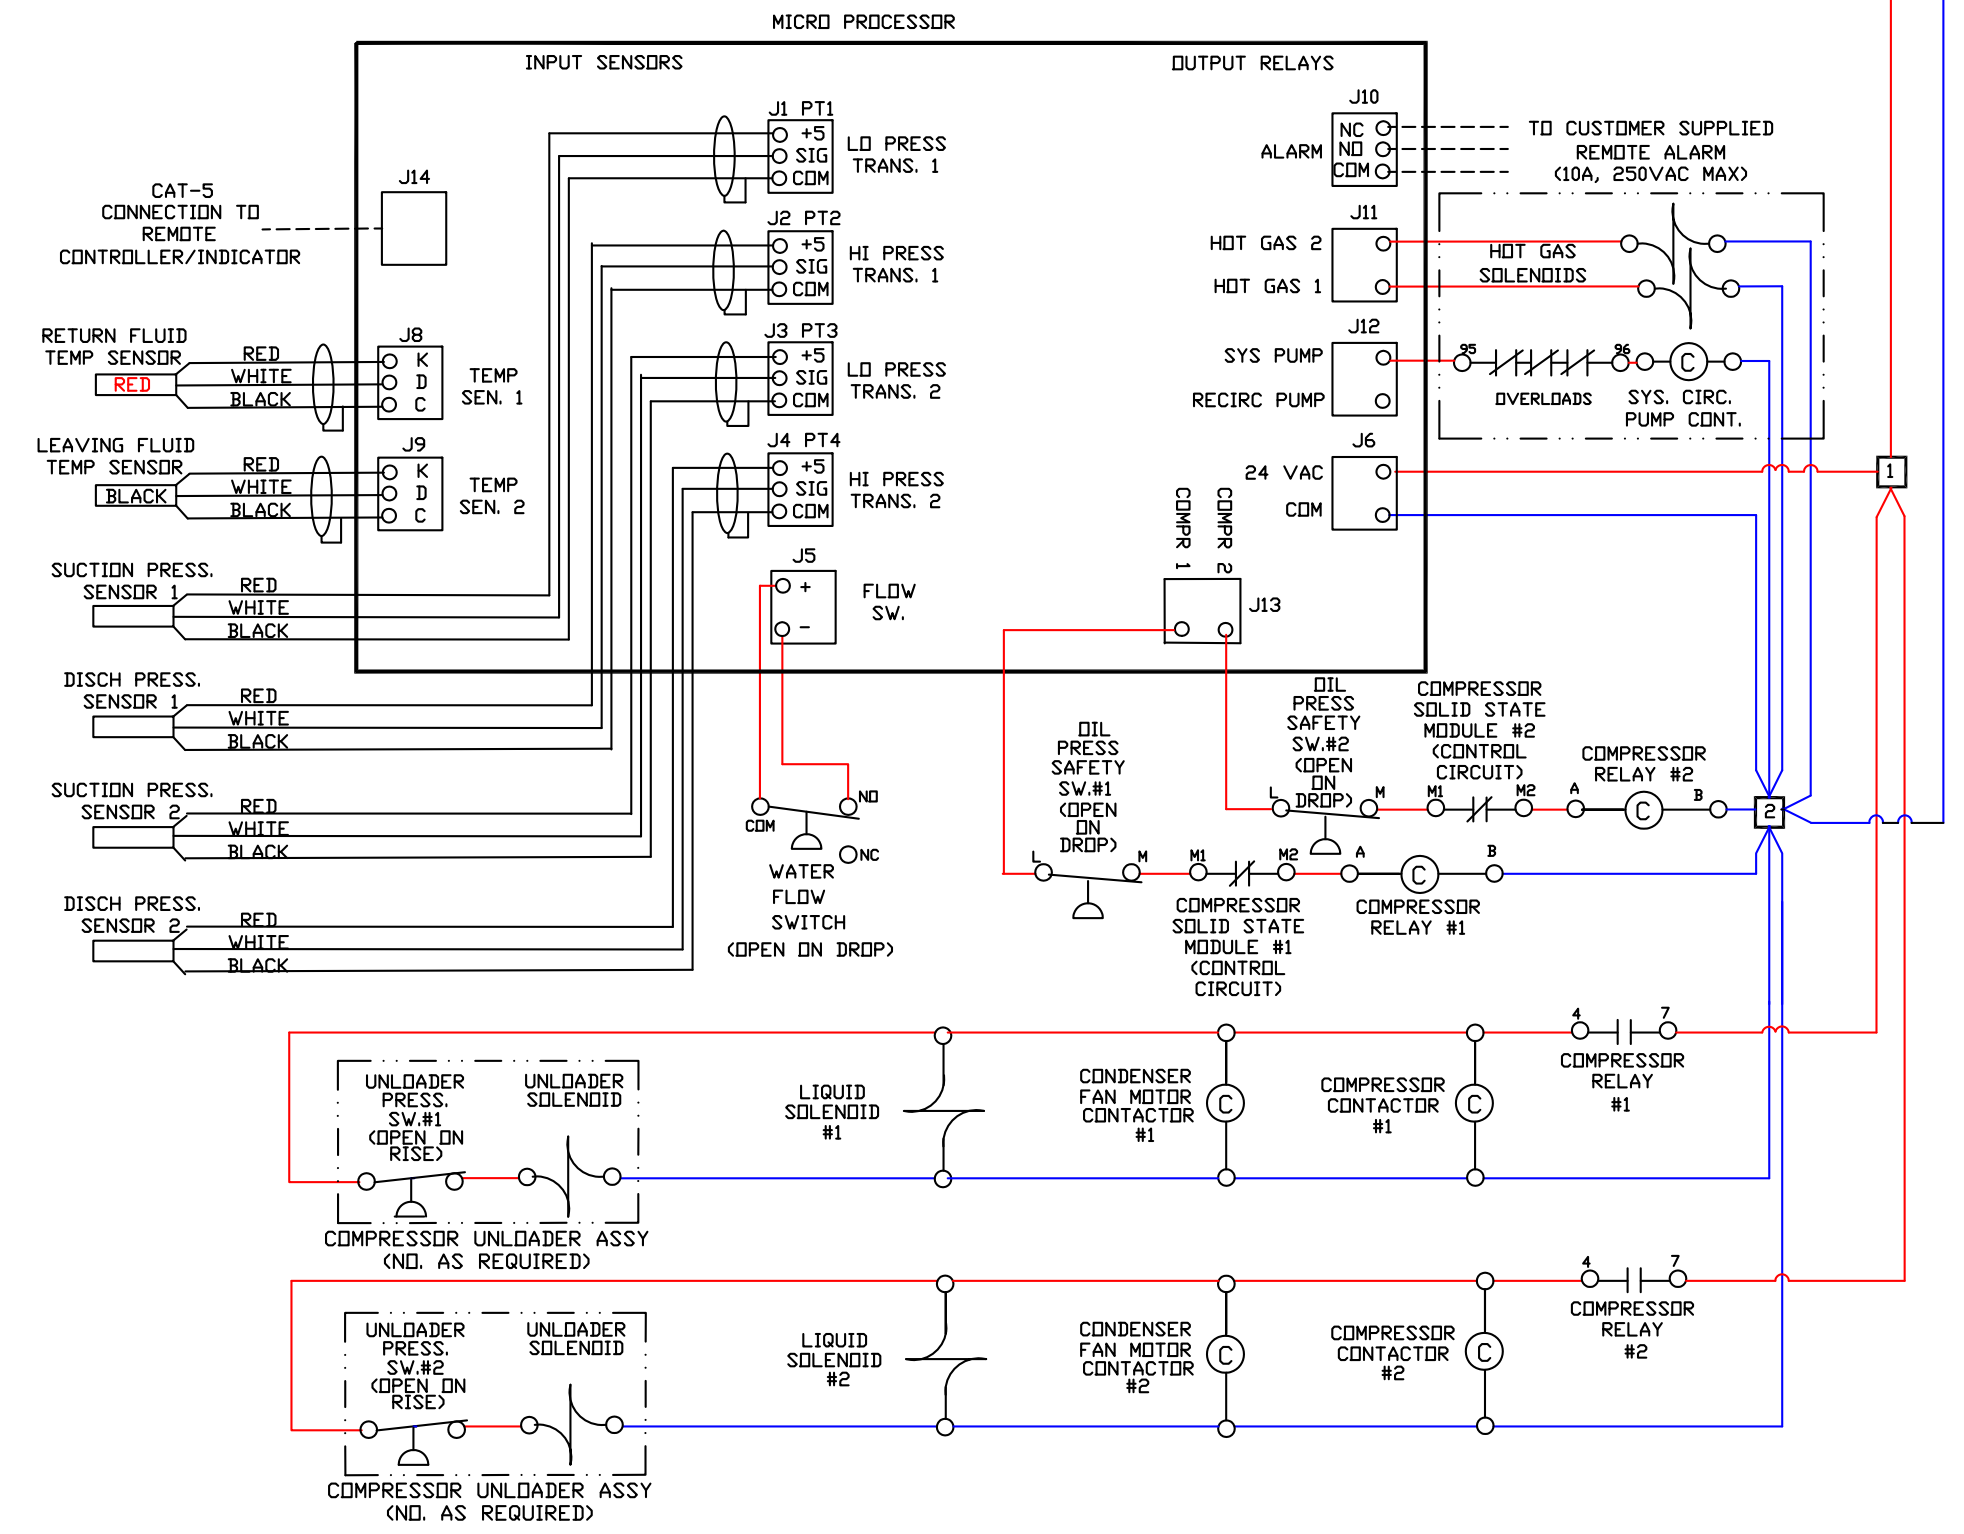 MICRO PROCESSOR
INPUT SENSORS
OUTPUT RELAYS
J1 PT1
+5
SIG
COM
LO PRESS
TRANS. 1
J2 PT2
+5
SIG
COM
HI PRESS
TRANS. 1
J3 PT3
+5
SIG
COM
LO PRESS
TRANS. 2
J4 PT4
+5
SIG
COM
HI PRESS
TRANS. 2
J5
+
-
FLOW
SW.
J14
CAT-5
CONNECTION TO
REMOTE
CONTROLLER/INDICATOR
RETURN FLUID
TEMP SENSOR
RED
RED
WHITE
BLACK
J8
K
D
C
TEMP
SEN. 1
LEAVING FLUID
TEMP SENSOR
BLACK
RED
WHITE
BLACK
J9
K
D
C
TEMP
SEN. 2
SUCTION PRESS.
SENSOR 1
RED
WHITE
BLACK
DISCH PRESS.
SENSOR 1
RED
WHITE
BLACK
SUCTION PRESS.
SENSOR 2
RED
WHITE
BLACK
DISCH PRESS.
SENSOR 2
RED
WHITE
BLACK
J10
ALARM
NC
NO
COM
TO CUSTOMER SUPPLIED
REMOTE ALARM
(10A, 250VAC MAX)
J11
HOT GAS 2
HOT GAS 1
HOT GAS
SOLENOIDS
J12
SYS PUMP
RECIRC PUMP
95
96
C
OVERLOADS
SYS. CIRC.
PUMP CONT.
J6
24 VAC
COM
1
COMPR 1
COMPR 2
J13
COM
NO
NC
WATER
FLOW
SWITCH
(OPEN ON DROP)
OIL
PRESS
SAFETY
SW.#2
(OPEN
ON
DROP)
L
M
COMPRESSOR
SOLID STATE
MODULE #2
(CONTROL
CIRCUIT)
M1
M2
COMPRESSOR
RELAY #2
A
C
B
2
OIL
PRESS
SAFETY
SW.#1
(OPEN
ON
DROP)
L
M
M1
M2
A
C
B
COMPRESSOR
SOLID STATE
MODULE #1
(CONTROL
CIRCUIT)
COMPRESSOR
RELAY #1
4
7
COMPRESSOR
RELAY
#1
UNLOADER
PRESS.
SW.#1
(OPEN ON
RISE)
UNLOADER
SOLENOID
COMPRESSOR UNLOADER ASSY
(NO. AS REQUIRED)
LIQUID
SOLENOID
#1
CONDENSER
FAN MOTOR
CONTACTOR
#1
C
COMPRESSOR
CONTACTOR
#1
C
4
7
COMPRESSOR
RELAY
#2
UNLOADER
PRESS.
SW.#2
(OPEN ON
RISE)
UNLOADER
SOLENOID
COMPRESSOR UNLOADER ASSY
(NO. AS REQUIRED)
LIQUID
SOLENOID
#2
CONDENSER
FAN MOTOR
CONTACTOR
#2
C
COMPRESSOR
CONTACTOR
#2
C